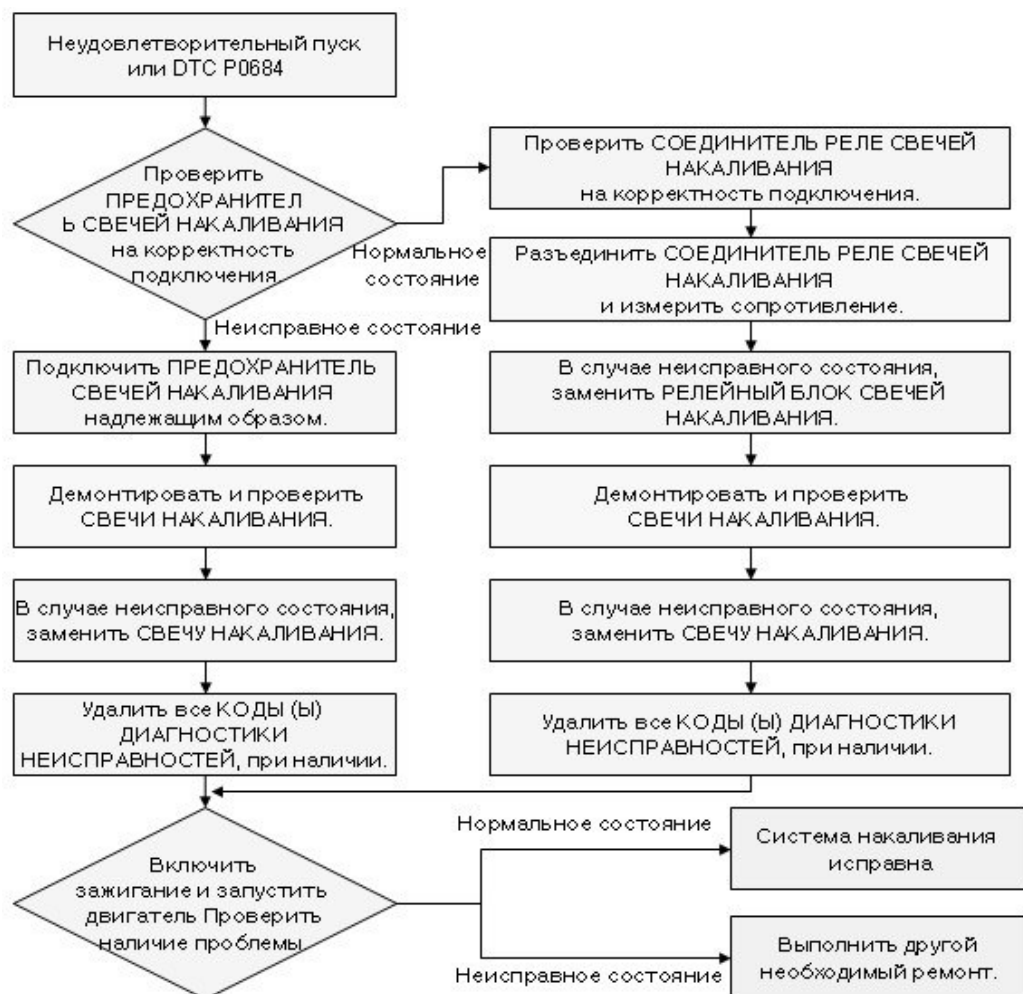 Неудовлетворительный пуск
или DTC P0684
Проверить
ПРЕДОХРАНИТЕЛ
Ь СВЕЧЕЙ НАКАЛИВАНИЯ
на корректность
подключения
Нормальное
состояние
Неисправное состояние
Подключить ПРЕДОХРАНИТЕЛЬ
СВЕЧЕЙ НАКАЛИВАНИЯ
надлежащим образом.
Демонтировать и проверить
СВЕЧИ НАКАЛИВАНИЯ.
В случае неисправного состояния,
заменить СВЕЧУ НАКАЛИВАНИЯ.
Удалить все КОДЫ (Ы)
ДИАГНОСТИКИ
НЕИСПРАВНОСТЕЙ, при наличии.
Проверить СОЕДИНИТЕЛЬ РЕЛЕ СВЕЧЕЙ
НАКАЛИВАНИЯ
на корректность подключения.
Разъединить СОЕДИНИТЕЛЬ РЕЛЕ СВЕЧЕЙ
НАКАЛИВАНИЯ
и измерить сопротивление.
В случае неисправного состояния,
заменить РЕЛЕЙНЫЙ БЛОК СВЕЧЕЙ
НАКАЛИВАНИЯ.
Демонтировать и проверить
СВЕЧИ НАКАЛИВАНИЯ.
В случае неисправного состояния,
заменить СВЕЧУ НАКАЛИВАНИЯ.
Удалить все КОДЫ (Ы) ДИАГНОСТИКИ
НЕИСПРАВНОСТЕЙ, при наличии.
Включить
зажигание и запустить
двигатель Проверить
наличие проблемы
Нормальное состояние
Система накаливания
исправна
Неисправное состояние
Выполнить другой
необходимый ремонт.